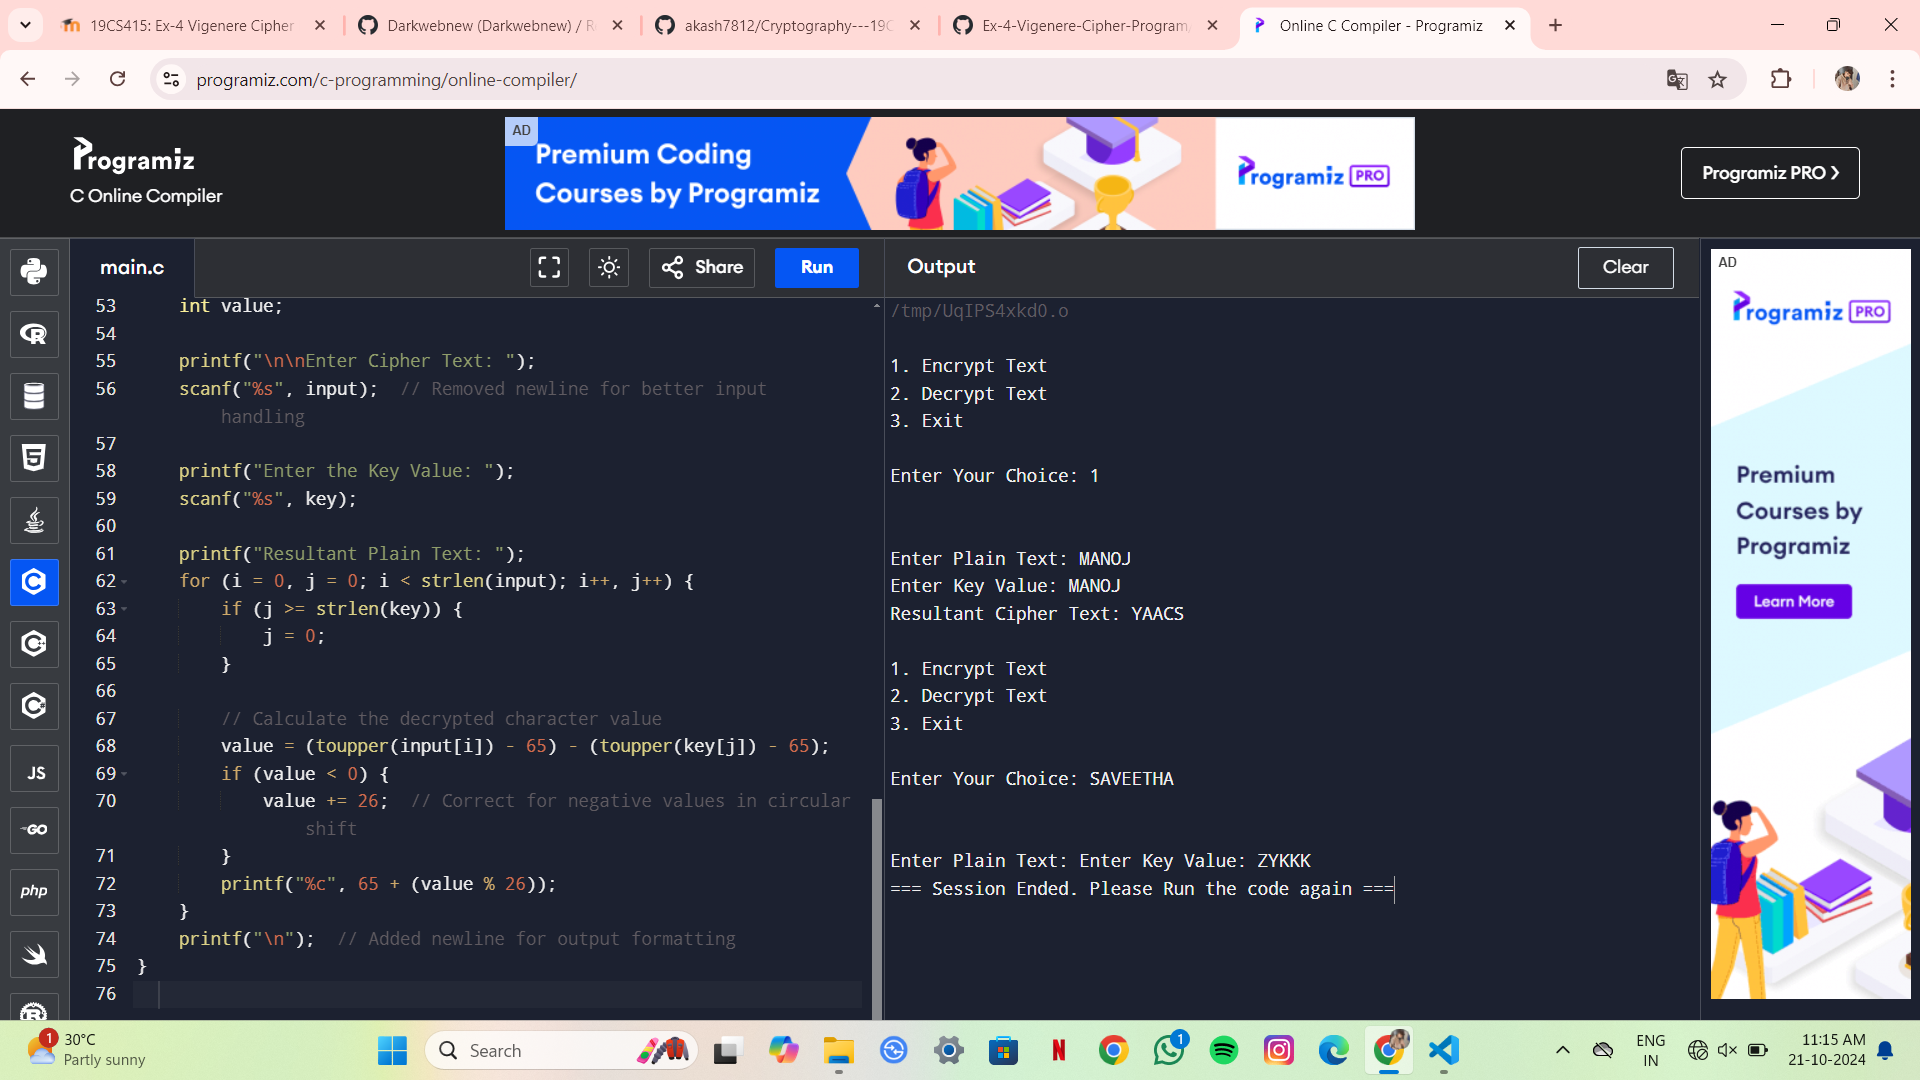 19CS415: Ex-4 Vigenere Cipher
Darkwebnew (Darkwebnew) / R
akash7812/Cryptography---19C
Ex-4-Vigenere-Cipher-Program
Online C Compiler - Programiz
programiz.com/c-programming/online-compiler/
Programiz
C Online Compiler
AD
Premium Coding
Courses by Programiz
Programiz PRO
Programiz PRO ❯
main.c
Share
Run
Output
Clear
53 int value;
54
55 printf("\n\nEnter Cipher Text: ");
56 scanf("%s", input);  // Removed newline for better input
handling
57
58 printf("Enter the Key Value: ");
59 scanf("%s", key);
60
61 printf("Resultant Plain Text: ");
62 for (i = 0, j = 0; i < strlen(input); i++, j++) {
63 if (j >= strlen(key)) {
64 j = 0;
65 }
66
67 // Calculate the decrypted character value
68 value = (toupper(input[i]) - 65) - (toupper(key[j]) - 65);
69 if (value < 0) {
70 value += 26;  // Correct for negative values in circular
shift
71 }
72 printf("%c", 65 + (value % 26));
73 }
74 printf("\n");  // Added newline for output formatting
75 }
76
/tmp/UqIPS4xkd0.o
1. Encrypt Text
2. Decrypt Text
3. Exit
Enter Your Choice: 1
Enter Plain Text: MANOJ
Enter Key Value: MANOJ
Resultant Cipher Text: YAACS
1. Encrypt Text
2. Decrypt Text
3. Exit
Enter Your Choice: SAVEETHA
Enter Plain Text: Enter Key Value: ZYKKK
=== Session Ended. Please Run the code again ===
AD
Programiz PRO
Premium
Courses by
Programiz
Learn More
JS
GO
php
1
30°C
Partly sunny
Search
1
ENG
IN
11:15 AM
21-10-2024